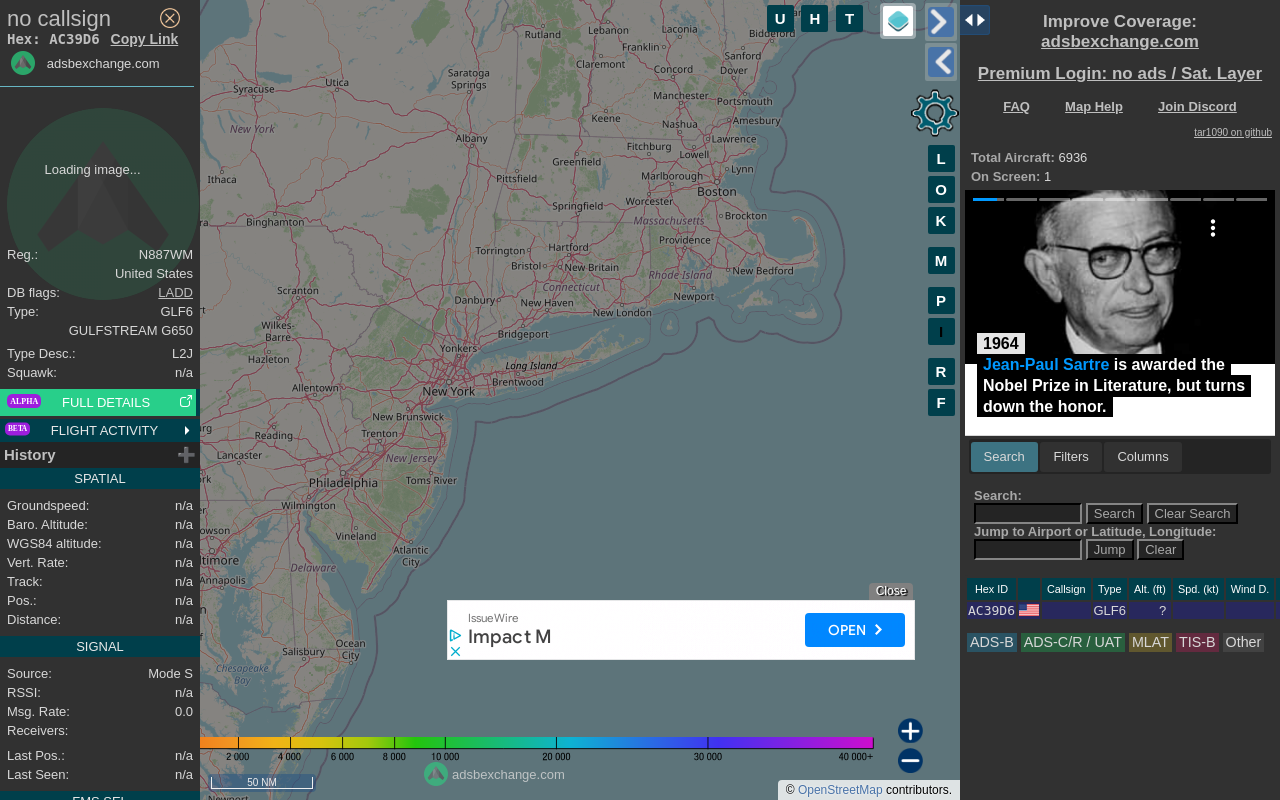 no callsign
Hex: AC39D6 Copy Link
adsbexchange.com
Loading image...
Reg.: N887WM
United States
DB flags: LADD
Type: GLF6
GULFSTREAM G650
Type Desc.: L2J
Squawk: n/a
ALPHA FULL DETAILS
BETA FLIGHT ACTIVITY
History
SPATIAL
Groundspeed: n/a
Baro. Altitude: n/a
WGS84 altitude: n/a
Vert. Rate: n/a
Track: n/a
Pos.: n/a
Distance: n/a
SIGNAL
Source: Mode S
RSSI: n/a
Msg. Rate: 0.0
Receivers:
Last Pos.: n/a
Last Seen: n/a
FMS SEL
U H T
L
O
K
M
P
I
R
F
Rutland
Lebanon
Laconia
Biddeford
Franklin
Claremont
Sanford
Concord
Dover
Saratoga
Springs
Utica
Syracuse
Manchester
Portsmouth
Keene
Nashua
Amesbury
New York
Albany
Fitchburg
Lawrence
Greenfield
Lowell
Lynn
Ithaca
Pittsfield
Marlborough
Boston
Worcester
Springfield
Massachusetts
Brockton
Binghamton
Torrington
Hartford
Providence
Bristol
New Britain
Rhode Island
New Bedford
Connecticut
Scranton
Danbury
New Haven
New London
Newport
Wilkes-
Barre
Bridgeport
Hazleton
Yonkers
Long Island
Brentwood
Allentown
New York
New Brunswick
Reading
Trenton
Lancaster
New Jersey
Philadelphia
Toms River
Wilmington
Vineland
Atlantic
City
Annapolis
Delaware
Ocean
City
Salisbury
Chesapeake
Bay
Newport
Close
IssueWire
Impact M
OPEN
2 000 4 000 6 000 8 000 10 000 20 000 30 000 40 000+
50 NM
adsbexchange.com
© OpenStreetMap contributors.
Improve Coverage:
adsbexchange.com
Premium Login: no ads / Sat. Layer
FAQ Map Help Join Discord
tar1090 on github
Total Aircraft: 6936
On Screen: 1
1964
Jean-Paul Sartre is awarded the
Nobel Prize in Literature, but turns
down the honor.
Search Filters Columns
Search:
Search Clear Search
Jump to Airport or Latitude, Longitude:
Jump Clear
Hex ID Callsign Type Alt. (ft) Spd. (kt) Wind D.
AC39D6 GLF6 ?
ADS-B ADS-C/R / UAT MLAT TIS-B Other